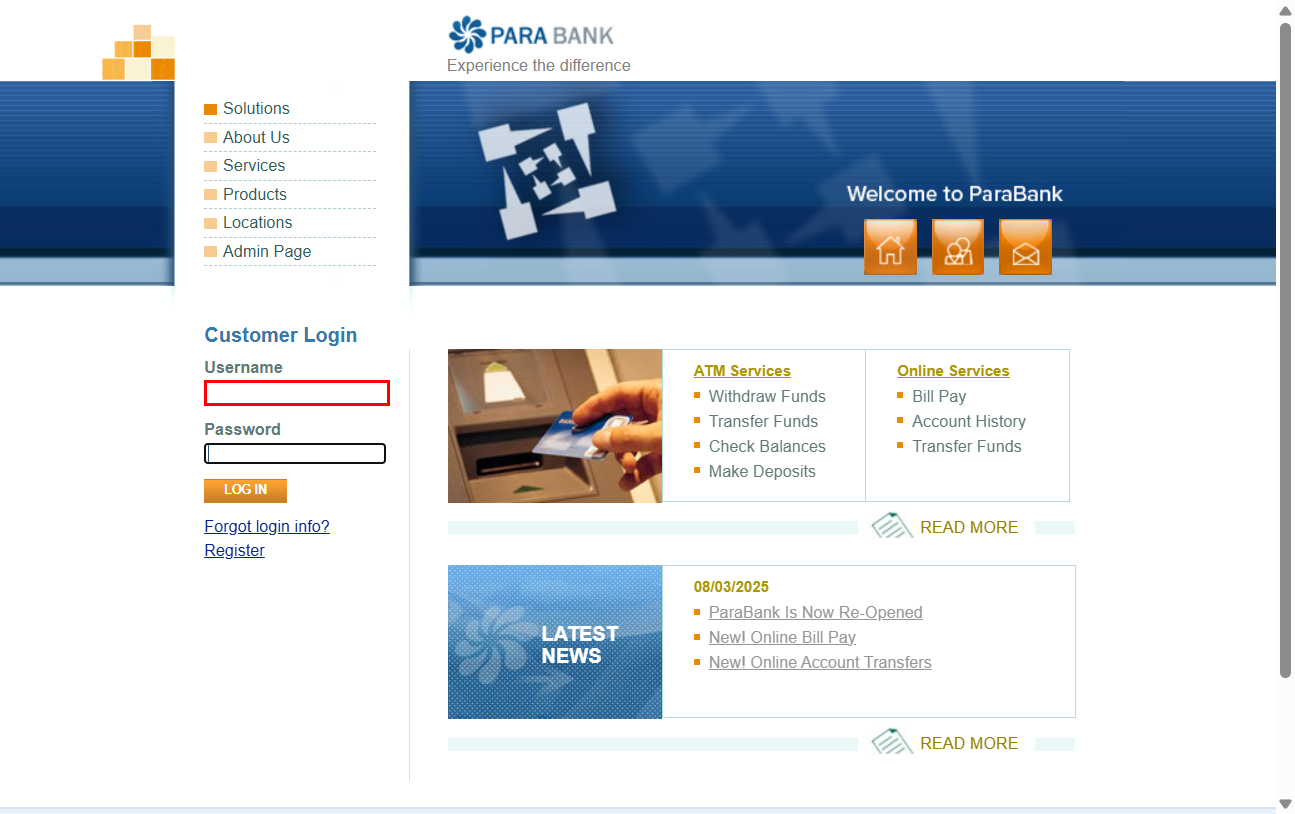 PARA BANK
Experience the difference
Solutions
About Us
Services
Products
Locations
Admin Page
Welcome to ParaBank
Customer Login
Username
Password
LOG IN
Forgot login info?
Register
ATM Services
Withdraw Funds
Transfer Funds
Check Balances
Make Deposits
Online Services
Bill Pay
Account History
Transfer Funds
READ MORE
LATEST
NEWS
08/03/2025
ParaBank Is Now Re-Opened
New! Online Bill Pay
New! Online Account Transfers
READ MORE